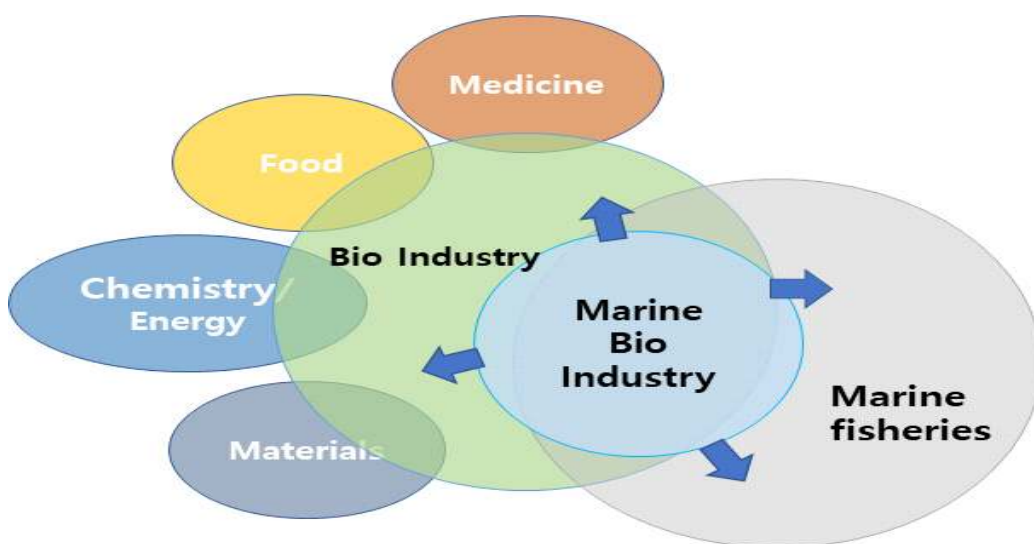 Medicine
Food
Bio Industry
Chemistry/
Energy
Marine
Bio
Industry
Marine
fisheries
Materials